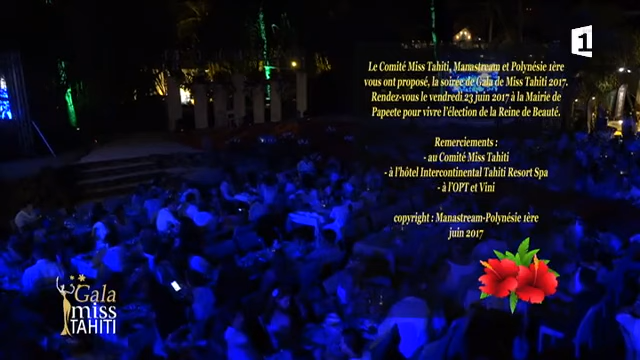 1
Le Comité Miss Tahiti, Manastream et Polynésie 1ère
vous ont proposé, la soirée de Gala de Miss Tahiti 2017.
Rendez-vous le vendredi 23 juin 2017 à la Mairie de
Papeete pour vivre l'élection de la Reine de Beauté.
Remerciements :
- au Comité Miss Tahiti
- à l'hôtel Intercontinental Tahiti Resort Spa
- à l'OPT et Vini
copyright : Manastream-Polynésie 1ère
juin 2017
Gala
miss
TAHITI